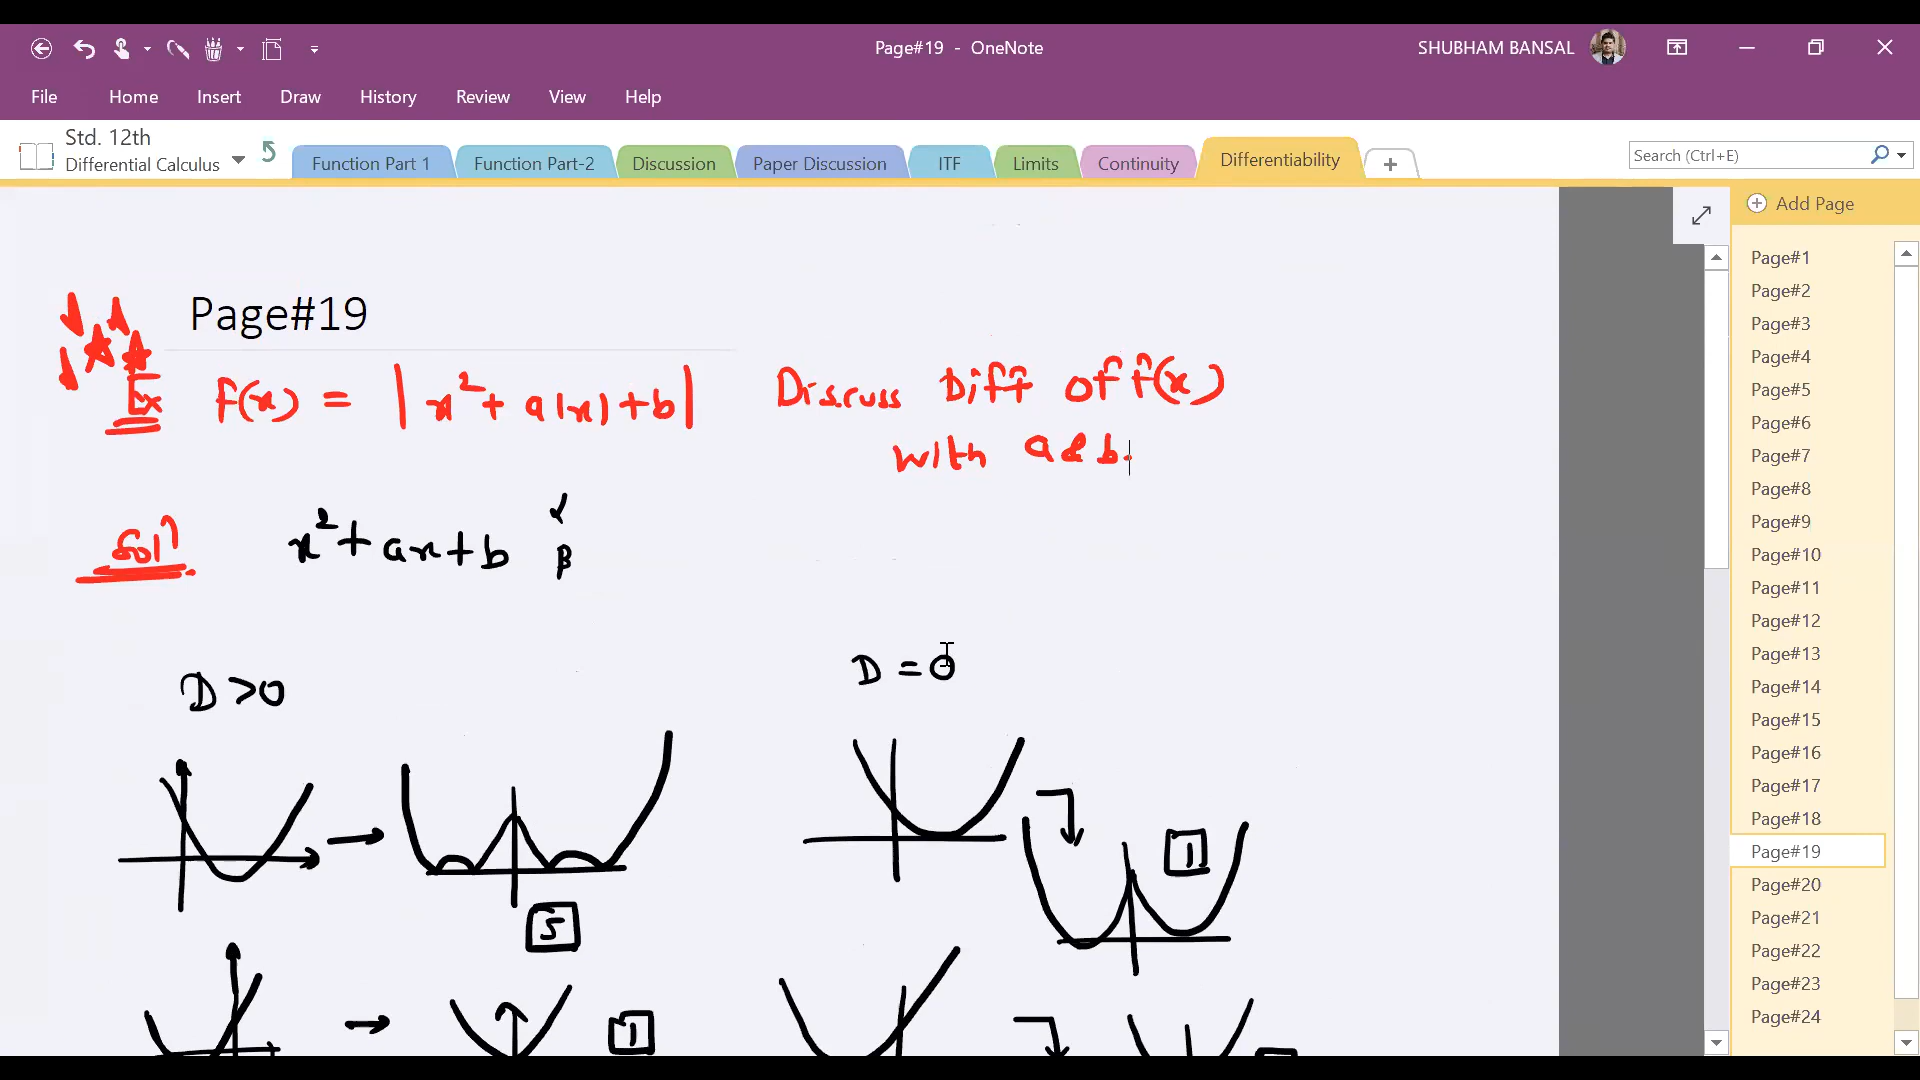 Page#19 - OneNote
SHUBHAM BANSAL
File Home Insert Draw History Review View Help
Std. 12th
Differential Calculus
Function Part 1
Function Part-2
Discussion
Paper Discussion
ITF
Limits
Continuity
Differentiability
Search (Ctrl+E)
Add Page
Page#1
Page#2
Page#3
Page#4
Page#5
Page#6
Page#7
Page#8
Page#9
Page#10
Page#11
Page#12
Page#13
Page#14
Page#15
Page#16
Page#17
Page#18
Page#19
Page#20
Page#21
Page#22
Page#23
Page#24
Page#19
Ex f(x) = |x²+a|x|+b| Discuss Diff of f(x)
with a & b.
Solⁿ x²+ax+b α
β
D>0
D=0
5
1
1